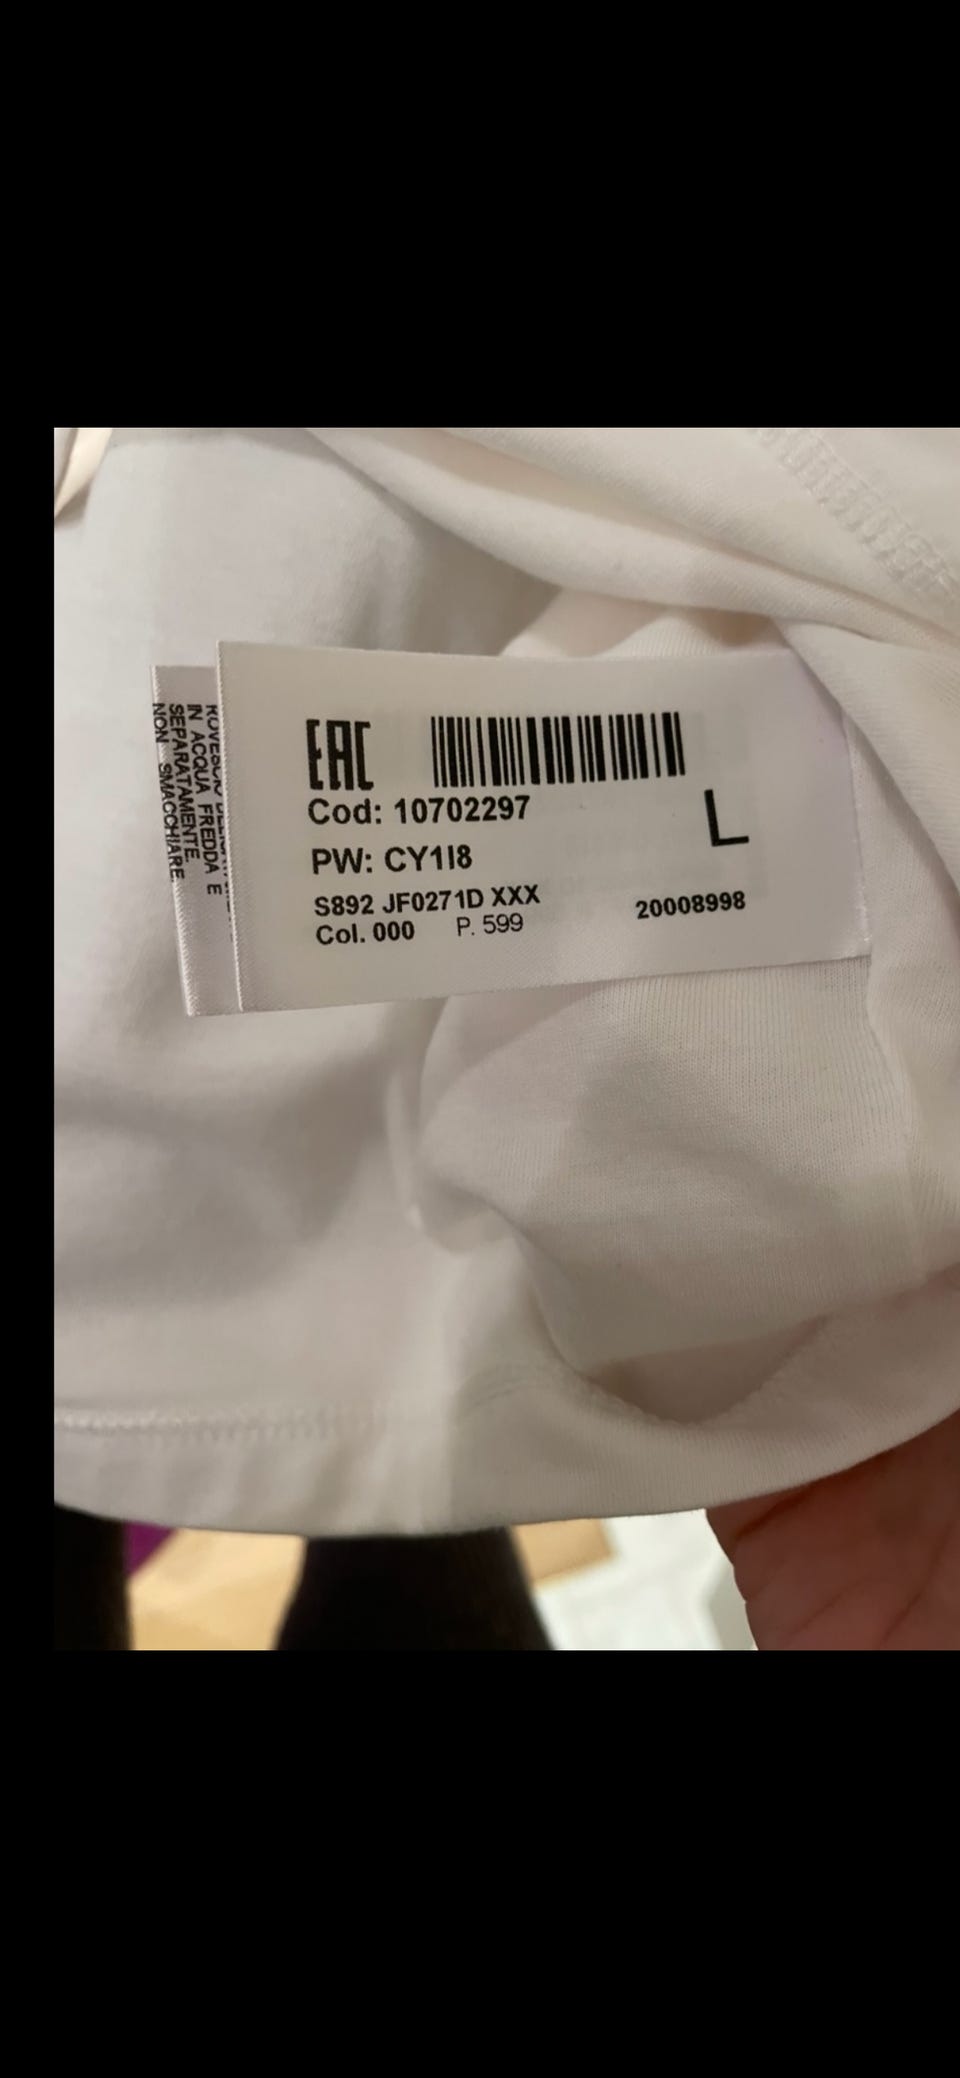 EAC
Cod: 10702297
L
PW: CY1I8
S892 JF0271D XXX
20008998
Col. 000 P. 599
IN ACQUA FREDDA E
SEPARATAMENTE.
NON SMACCHIARE.